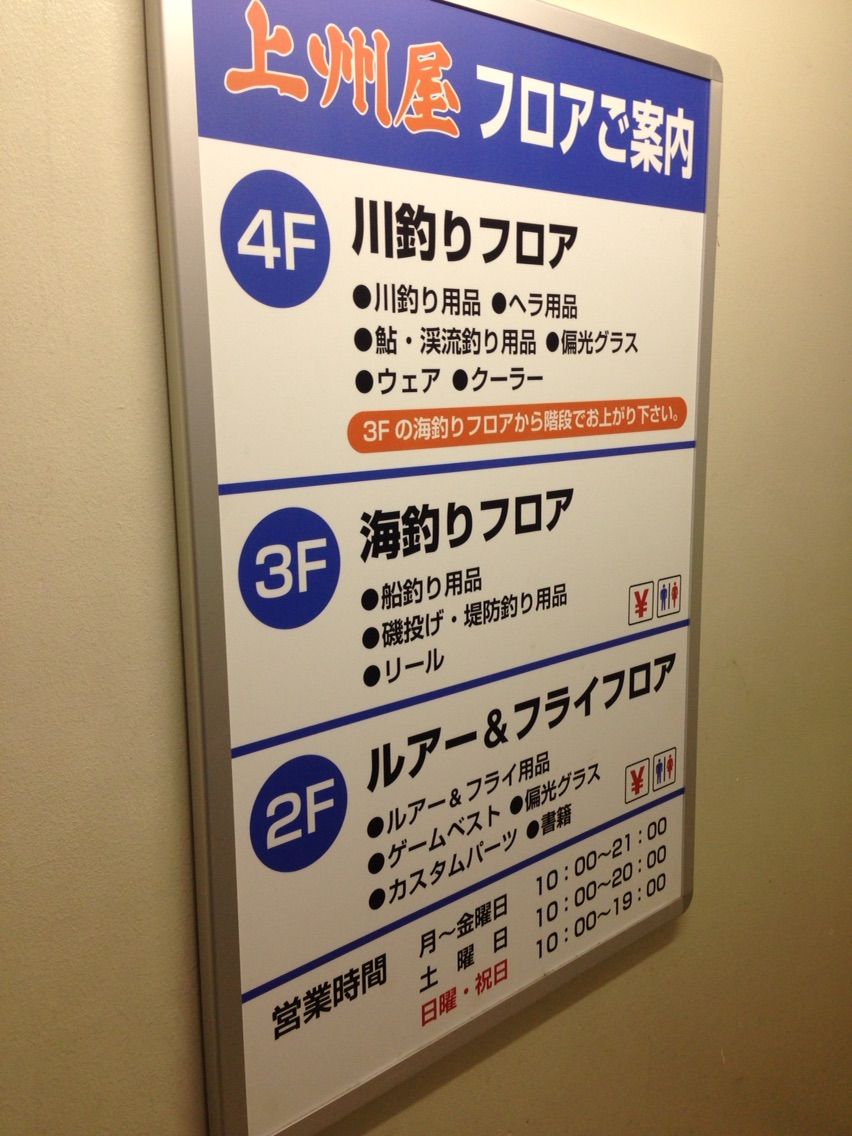 上州屋 フロアご案内
4F 川釣りフロア
●川釣り用品 ●ヘラ用品
●鮎・渓流釣り用品 ●偏光グラス
●ウェア ●クーラー
3Fの海釣りフロアから階段でお上がり下さい。
3F 海釣りフロア
●船釣り用品
●磯投げ・堤防釣り用品
●リール
¥
2F ルアー&フライフロア
●ルアー&フライ用品
●ゲームベスト ●偏光グラス
●カスタムパーツ ●書籍
¥
営業時間 月〜金曜日 10:00〜21:00
土曜日 10:00〜20:00
日曜・祝日 10:00〜19:00